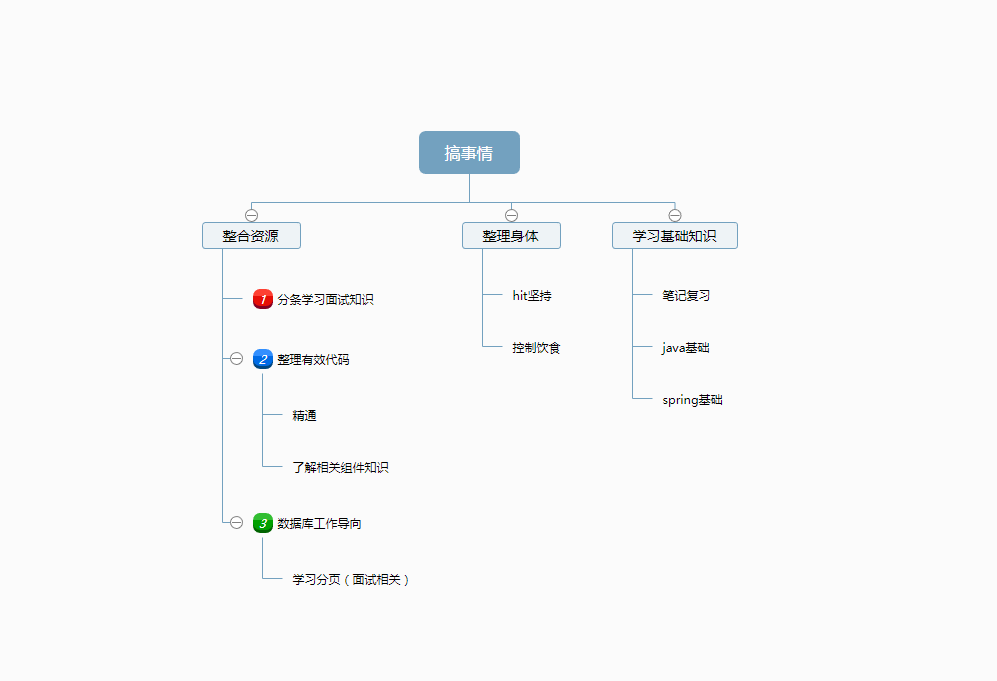 搞事情
整合资源
1 分条学习面试知识
2 整理有效代码
精通
了解相关组件知识
3 数据库工作导向
学习分页（面试相关）
整理身体
hit坚持
控制饮食
学习基础知识
笔记复习
java基础
spring基础